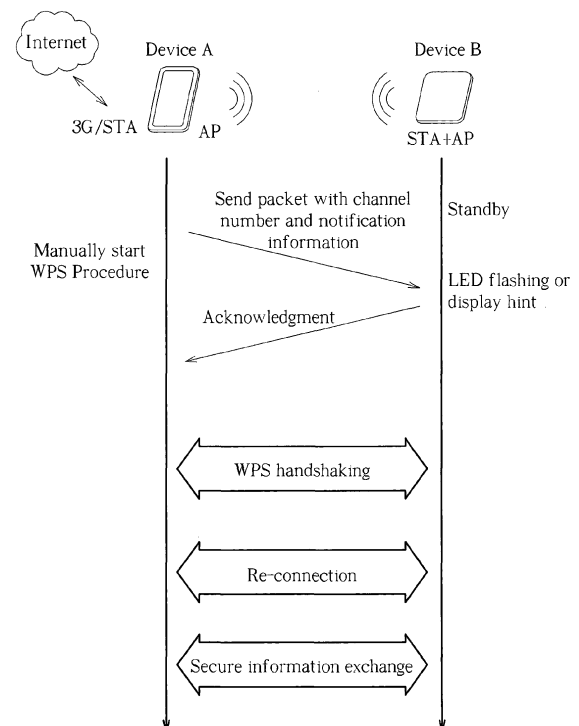 Internet
Device A
Device B
3G/STA
AP
STA+AP
Send packet with channel
number and notification
information
Standby
Manually start
WPS Procedure
LED flashing or
display hint
Acknowledgment
WPS handshaking
Re-connection
Secure information exchange